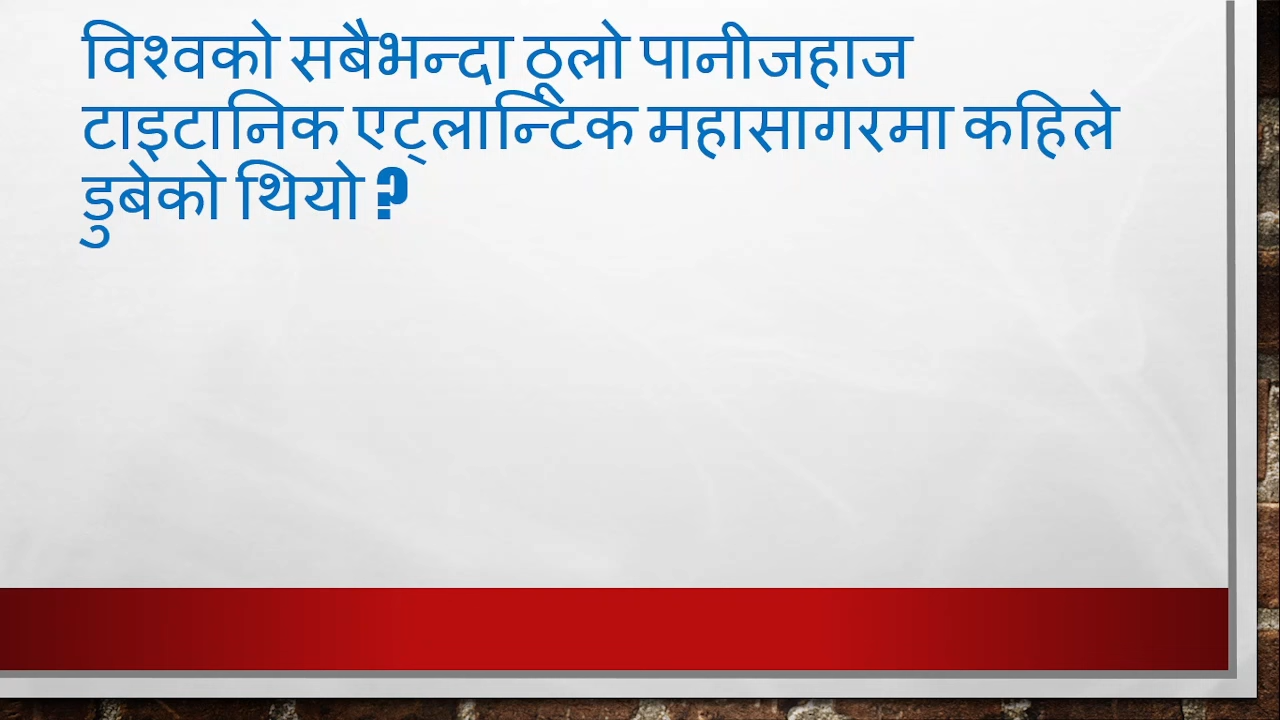 विश्वको सबैभन्दा ठूलो पानीजहाज
टाइटानिक एट्लान्टिक महासागरमा कहिले
डुबेको थियो ?